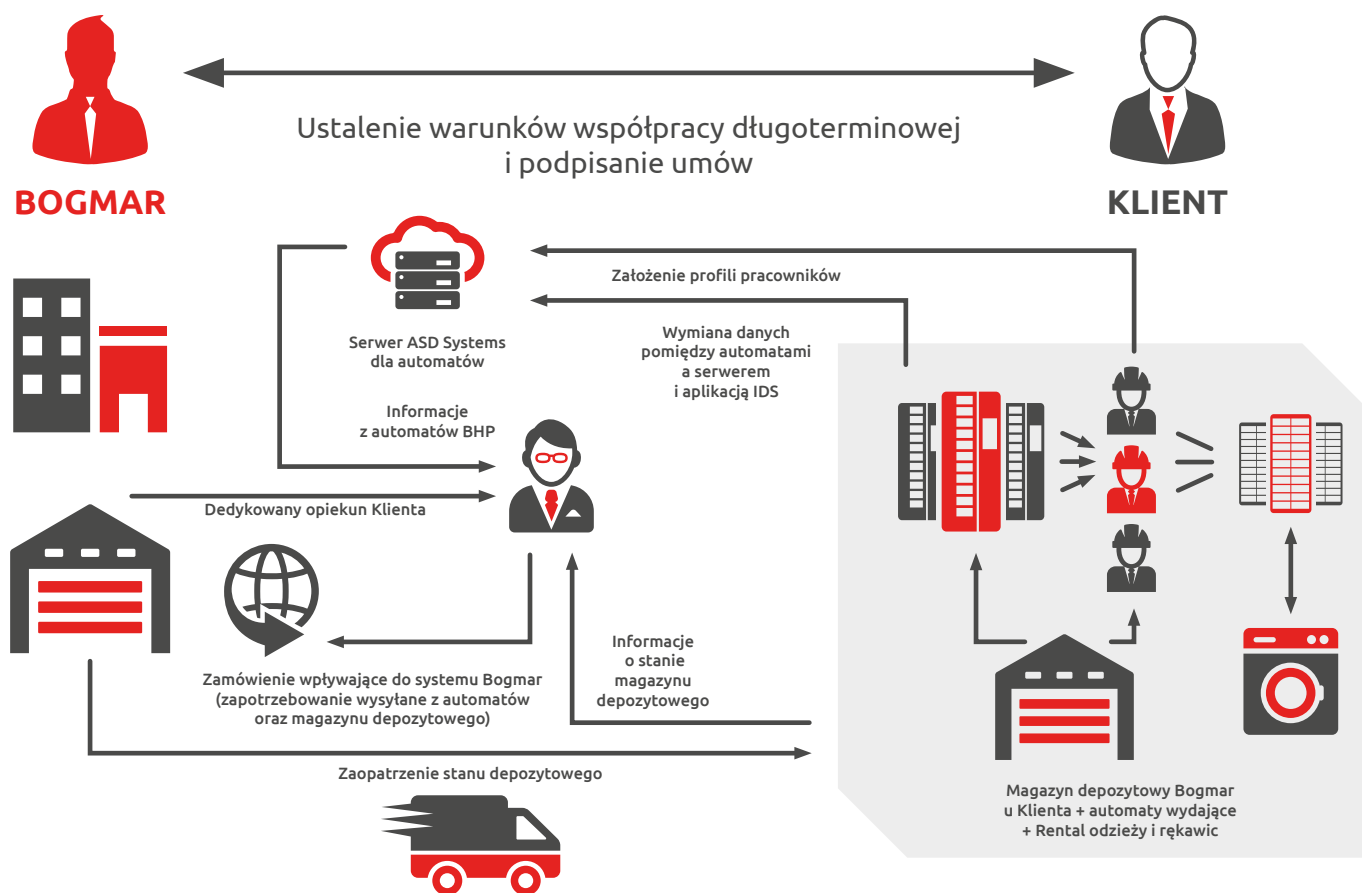 Ustalenie warunków współpracy długoterminowej
i podpisanie umów
BOGMAR
KLIENT
Założenie profili pracowników
Serwer ASD Systems
dla automatów
Wymiana danych
pomiędzy automatami
a serwerem
i aplikacją IDS
Informacje
z automatów BHP
Dedykowany opiekun Klienta
Informacje
o stanie
magazynu
depozytowego
Zamówienie wpływające do systemu Bogmar
(zapotrzebowanie wysyłane z automatów
oraz magazynu depozytowego)
Zaopatrzenie stanu depozytowego
Magazyn depozytowy Bogmar
u Klienta + automaty wydające
+ Rental odzieży i rękawic